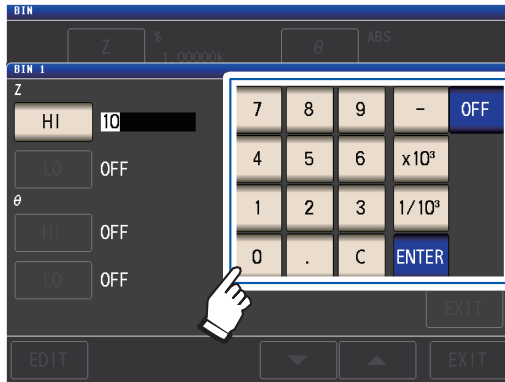 BIN
Z % 1.00000k θ ABS
BIN 1
Z
HI 10
LO OFF
θ
HI OFF
LO OFF
7 8 9 - OFF
4 5 6 x10³
1 2 3 1/10³
0 . C ENTER
EXIT
EDIT ▼ ▲ EXIT